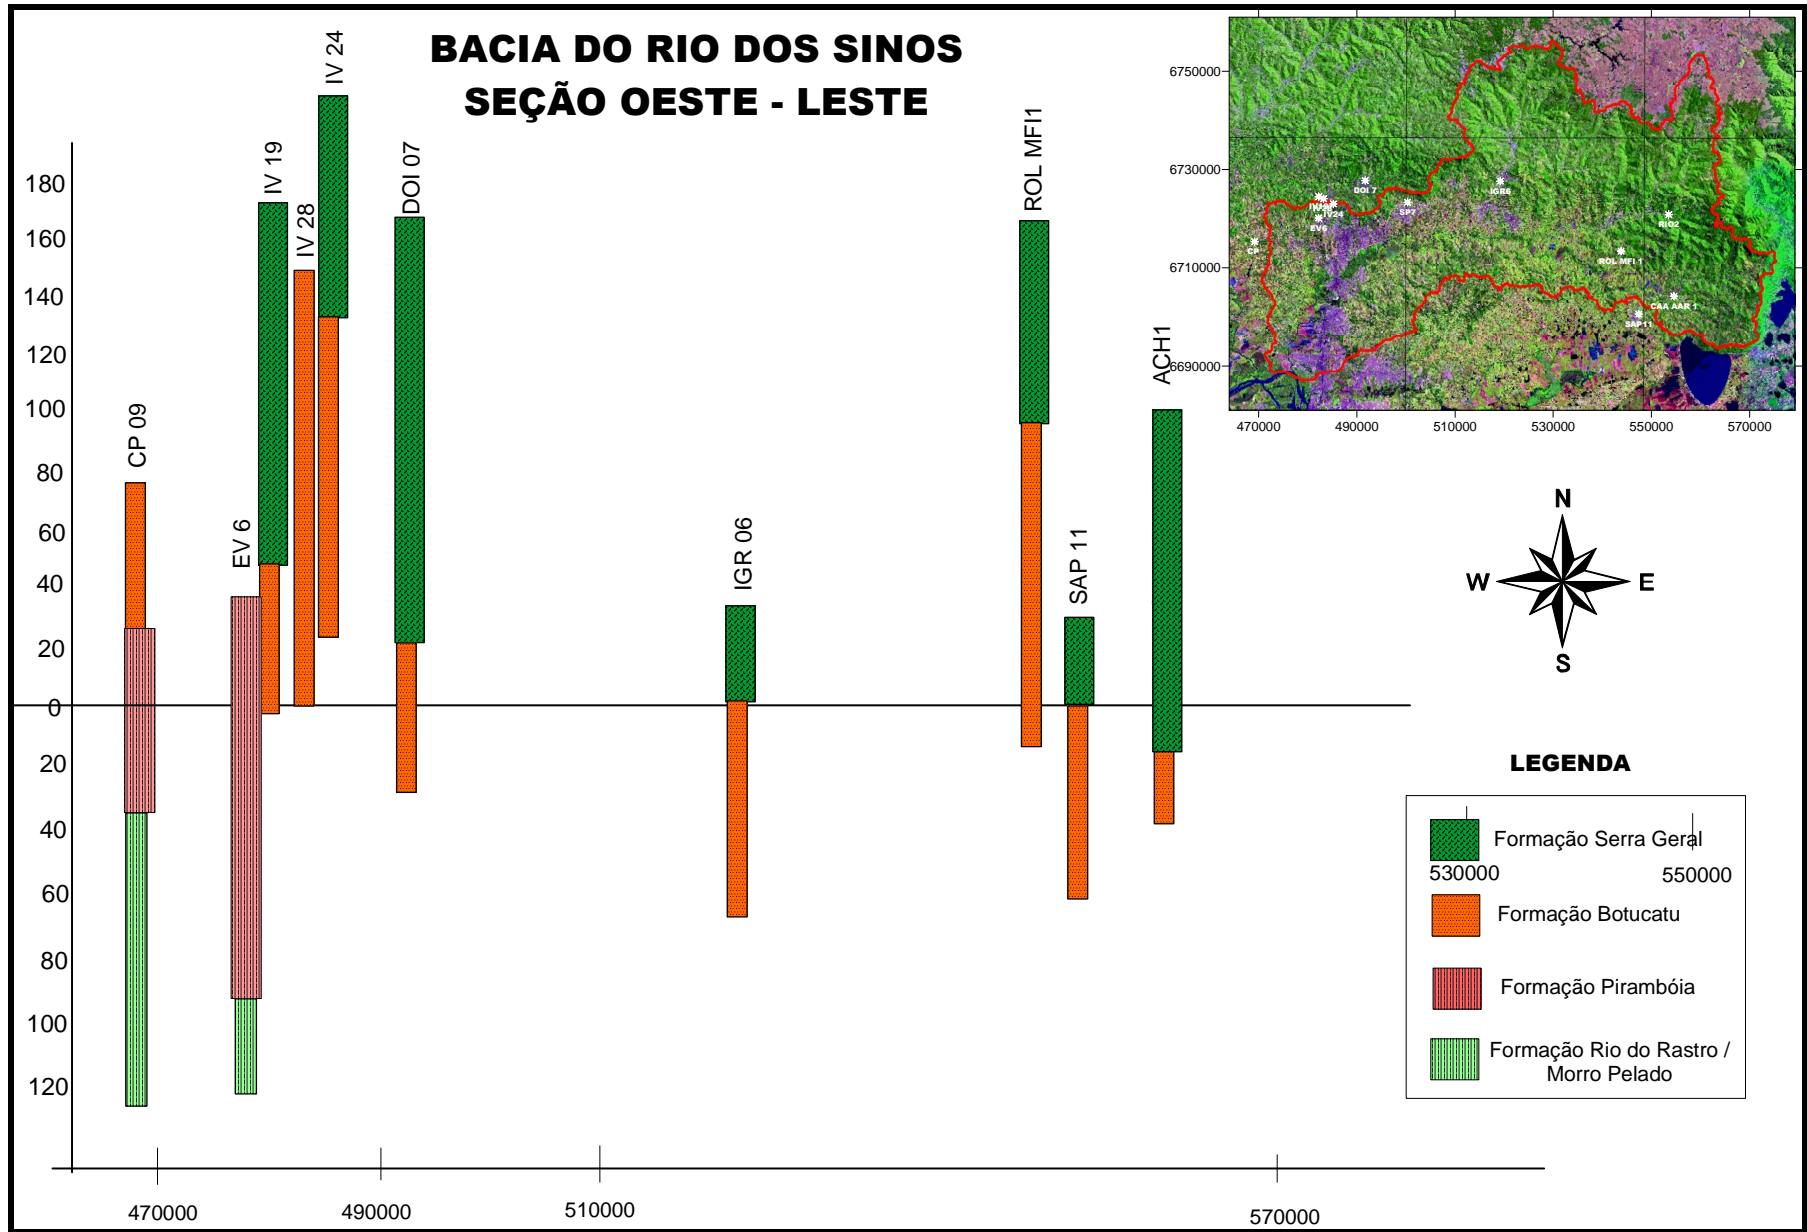 BACIA DO RIO DOS SINOS
SEÇÃO OESTE - LESTE
180
160
140
120
100
80
60
40
20
0
20
40
60
80
100
120
470000
490000
510000
570000
CP 09
EV 6
IV 19
IV 28
IV 24
DOI 07
IGR 06
ROL MFI1
SAP 11
ACH1
6750000
6730000
6710000
6690000
470000
490000
510000
530000
550000
570000
DOI 7
IGR6
SP7
IV24
EV6
CP
RIO2
ROL MFI 1
CAA AAR 1
SAP11
N
W
E
S
LEGENDA
Formação Serra Geral
530000
550000
Formação Botucatu
Formação Pirambóia
Formação Rio do Rastro /
Morro Pelado